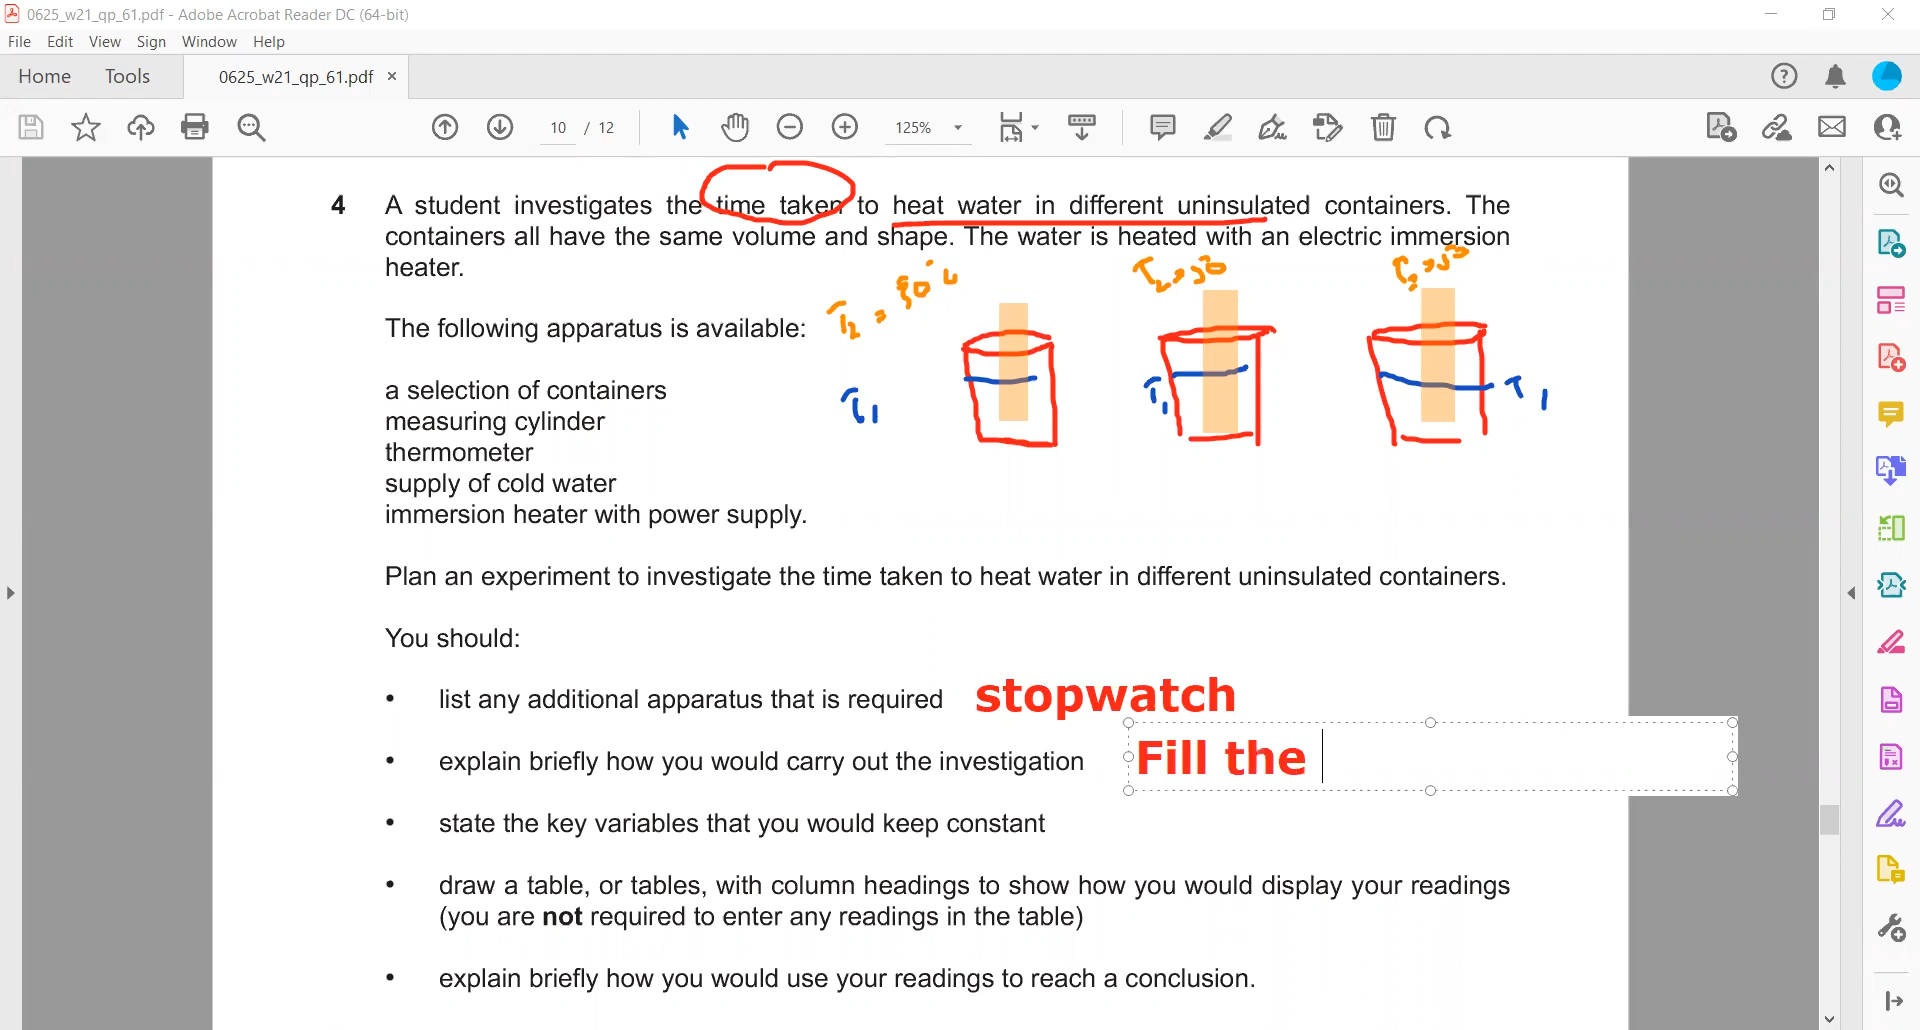 0625_w21_qp_61.pdf - Adobe Acrobat Reader DC (64-bit)
File Edit View Sign Window Help
Home Tools 0625_w21_qp_61.pdf ×
10 / 12 125%
4 A student investigates the time taken to heat water in different uninsulated containers. The
containers all have the same volume and shape. The water is heated with an electric immersion
heater.
The following apparatus is available:
T2 = 50
T2 = 50
T1
T1
T1
a selection of containers
measuring cylinder
thermometer
supply of cold water
immersion heater with power supply.
Plan an experiment to investigate the time taken to heat water in different uninsulated containers.
You should:
• list any additional apparatus that is required stopwatch
• explain briefly how you would carry out the investigation Fill the
• state the key variables that you would keep constant
• draw a table, or tables, with column headings to show how you would display your readings
(you are not required to enter any readings in the table)
• explain briefly how you would use your readings to reach a conclusion.